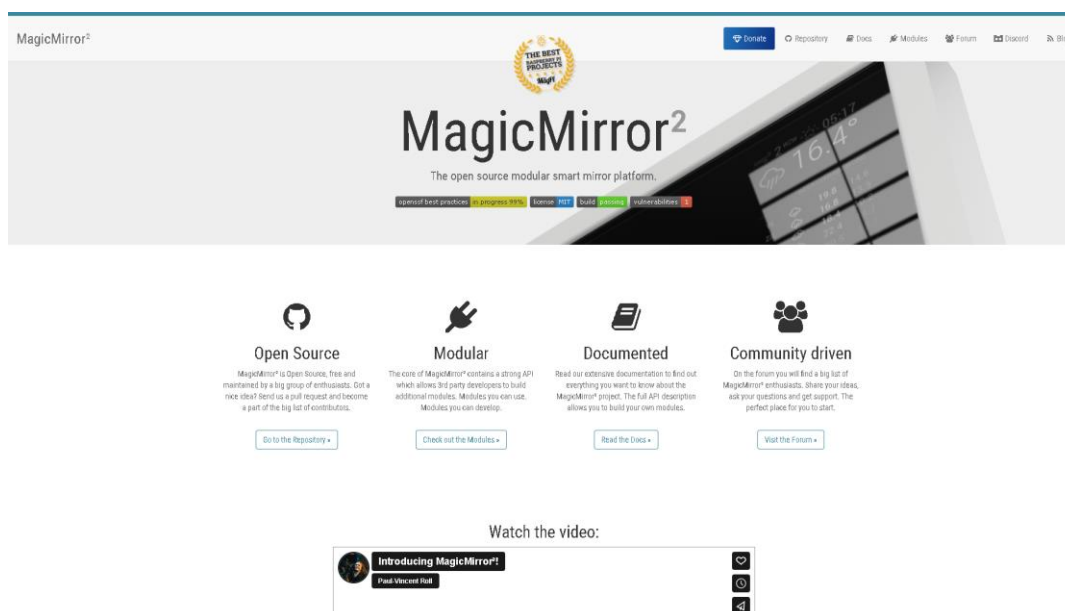 MagicMirror²
Donate
Repository
Docs
Modules
Forum
Discord
THE BEST
RASPBERRY PI
PROJECTS
MagPi
MagicMirror²
The open source modular smart mirror platform.
openssf best practices in progress 99% license MIT build passing vulnerabilities 1
05:17
16.4°
Open Source
MagicMirror² is Open Source, free and
maintained by a big group of enthusiasts. Got a
nice idea? Send us a pull request and become
a part of the big list of contributors.
Go to the Repository »
Modular
The core of MagicMirror² contains a strong API
which allows 3rd party developers to build
additional modules. Modules you can use.
Modules you can develop.
Check out the Modules »
Documented
Read our extensive documentation to find out
everything you want to know about the
MagicMirror² project. The full API description
allows you to build your own modules.
Read the Docs »
Community driven
On the forum you will find a big list of
MagicMirror² enthusiasts. Share your ideas,
ask your questions and get support. The
perfect place for you to start.
Visit the Forum »
Watch the video:
Introducing MagicMirror²!
Paul-Vincent Roll